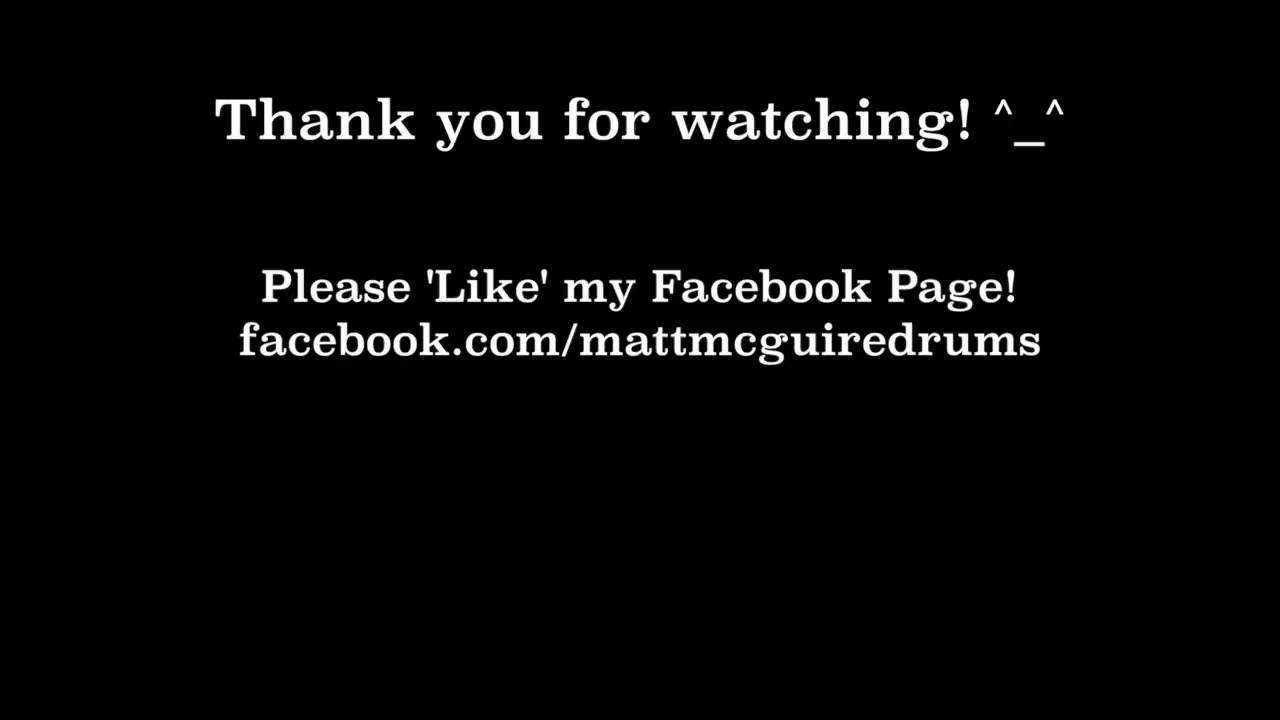 Thank you for watching! ^_^
Please 'Like' my Facebook Page!
facebook.com/mattmcguiredrums